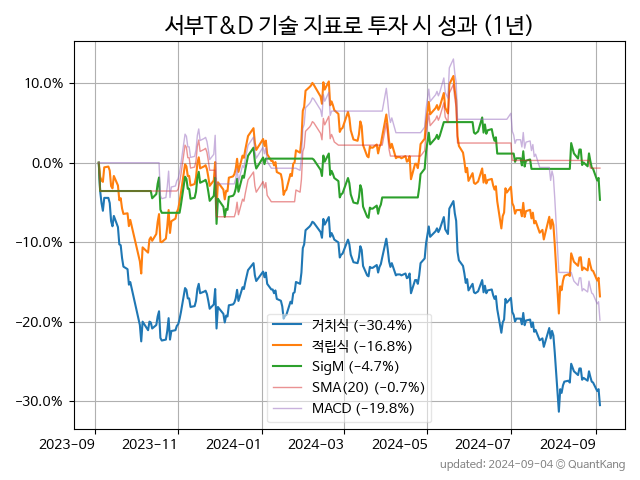 서부T&D 기술 지표로 투자 시 성과 (1년)
10.0%
0.0%
−10.0%
−20.0%
−30.0%
거치식 (−30.4%)
적립식 (−16.8%)
SigM (−4.7%)
SMA(20) (−0.7%)
MACD (−19.8%)
2023-09 2023-11 2024-01 2024-03 2024-05 2024-07 2024-09
updated: 2024-09-04 © QuantKang